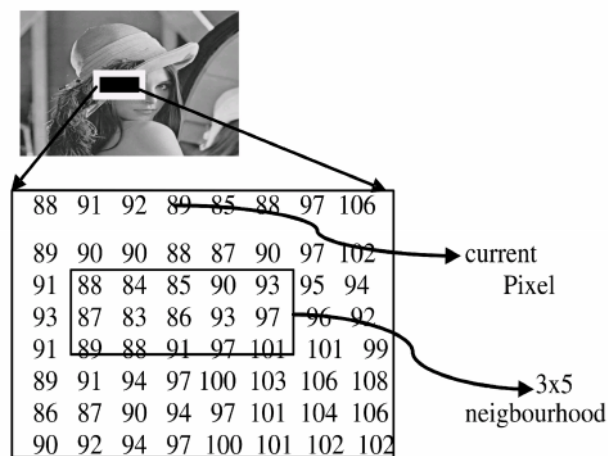 88 91 92 89 85 88 97 106
89 90 90 88 87 90 97 102
91 88 84 85 90 93 95 94
93 87 83 86 93 97 96 92
91 89 88 91 97 101 101 99
89 91 94 97 100 103 106 108
86 87 90 94 97 101 104 106
90 92 94 97 100 101 102 102
current
Pixel
3x5
neigbourhood